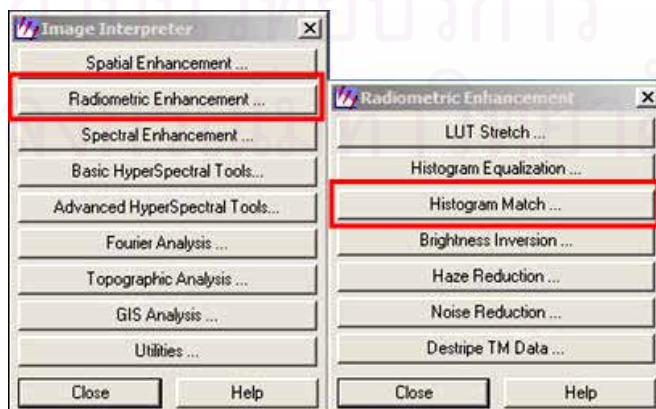 Image Interpreter
Spatial Enhancement ...
Radiometric Enhancement ...
Spectral Enhancement ...
Basic HyperSpectral Tools...
Advanced HyperSpectral Tools...
Fourier Analysis ...
Topographic Analysis ...
GIS Analysis ...
Utilities ...
Close Help
Radiometric Enhancement
LUT Stretch ...
Histogram Equalization ...
Histogram Match ...
Brightness Inversion ...
Haze Reduction ...
Noise Reduction ...
Destripe TM Data ...
Close Help